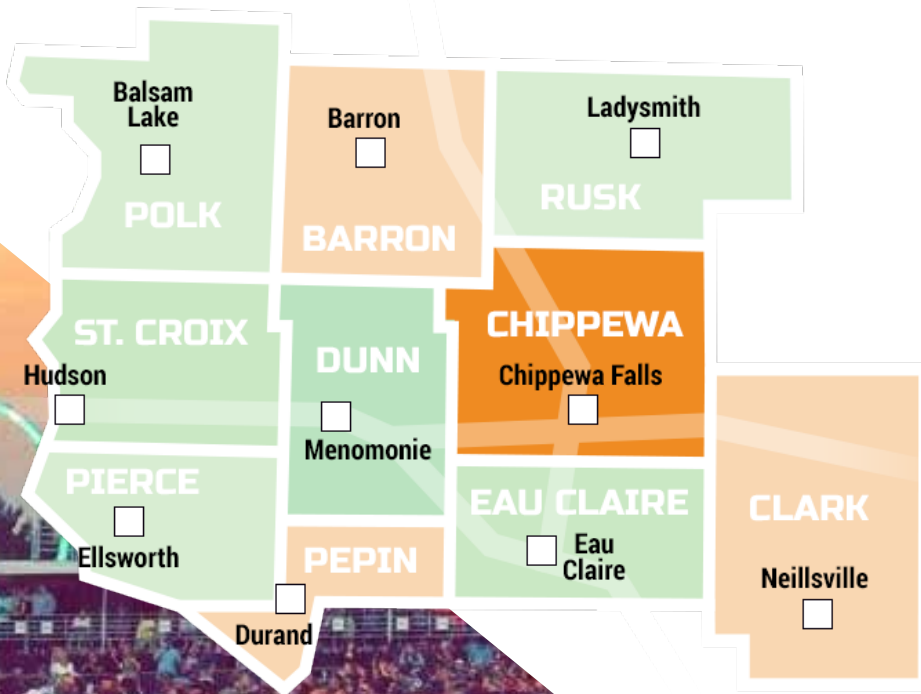 Balsam
Lake
POLK
Barron
BARRON
Ladysmith
RUSK
ST. CROIX
Hudson
DUNN
Menomonie
CHIPPEWA
Chippewa Falls
PIERCE
Ellsworth
PEPIN
Durand
EAU CLAIRE
Eau
Claire
CLARK
Neillsville